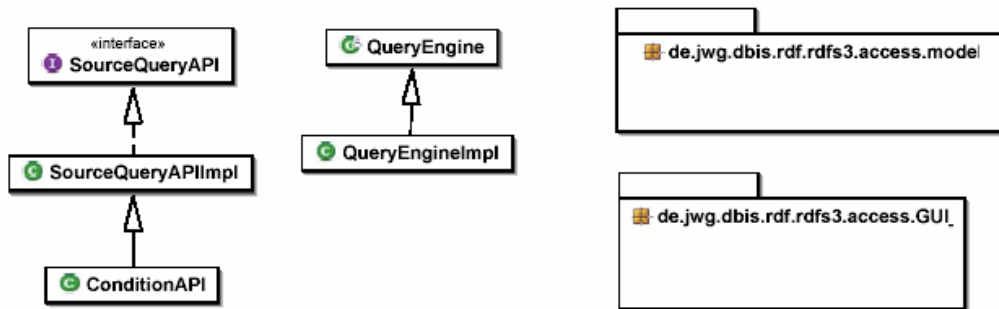 «interface»
SourceQueryAPI
SourceQueryAPIImpl
ConditionAPI
QueryEngine
QueryEngineImpl
de.jwg.dbis.rdf.rdfs3.access.model
de.jwg.dbis.rdf.rdfs3.access.GUI_